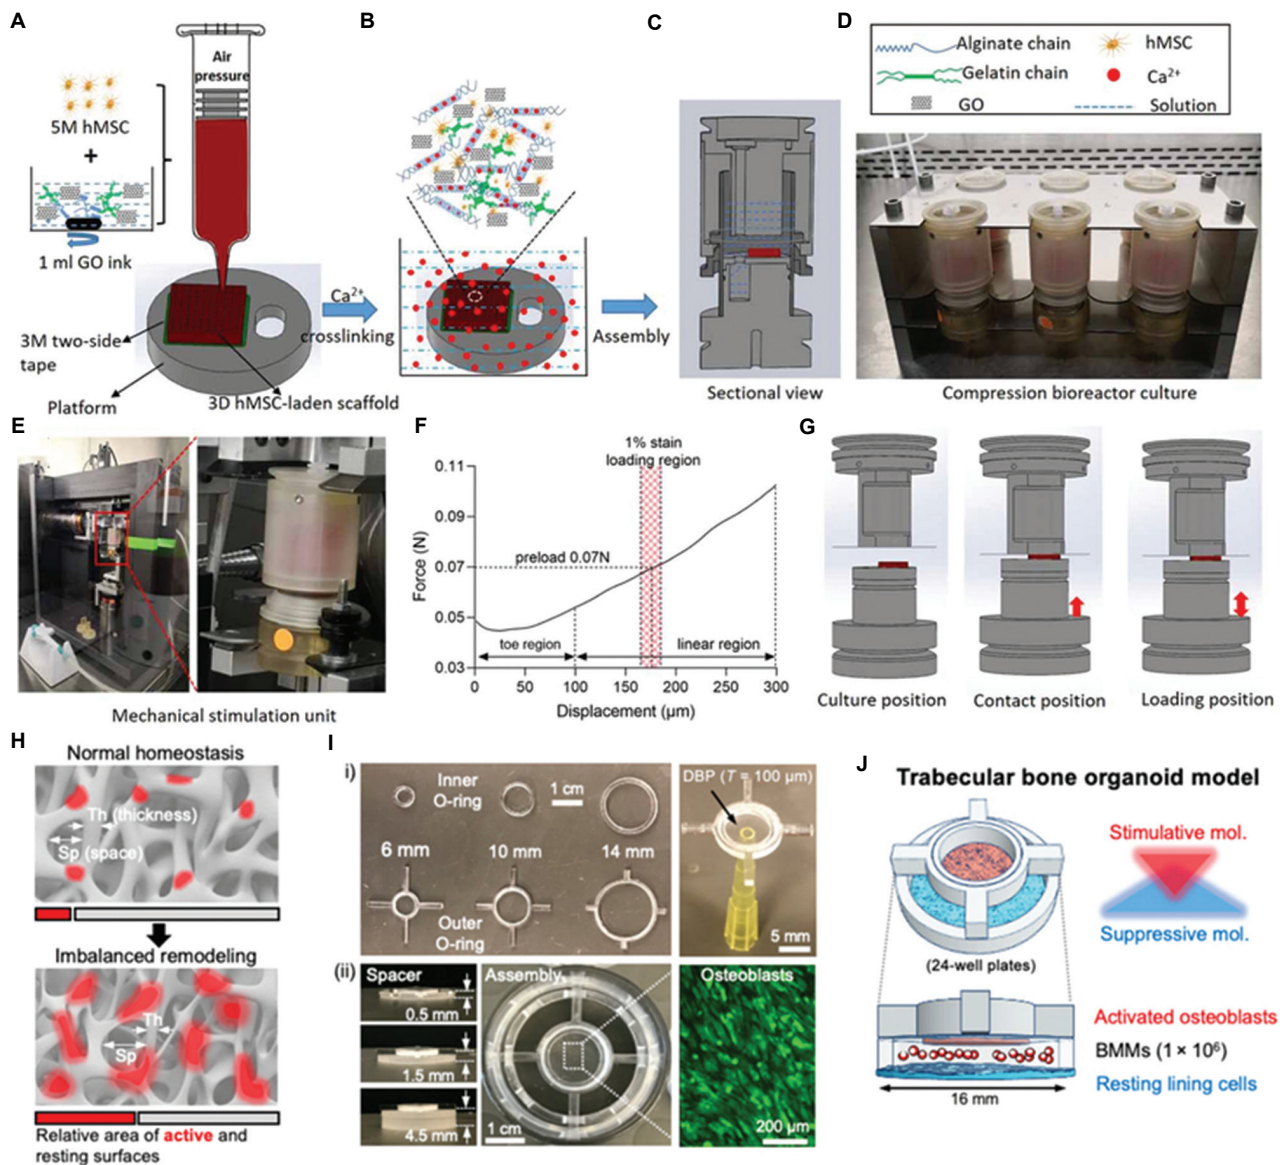 A
Air
pressure
5M hMSC
+
1 ml GO ink
3M two-side
tape
Platform
3D hMSC-laden scaffold
Ca²⁺
crosslinking
B
Assembly
C
Sectional view
D
Alginate chain
hMSC
Gelatin chain
Ca²⁺
GO
Solution
Compression bioreactor culture
E
Mechanical stimulation unit
F
1% stain
loading region
0.11
0.09
0.07
0.05
0.03
Force (N)
preload 0.07N
toe region
linear region
0
50
100
150
200
250
300
Displacement (μm)
G
Culture position
Contact position
Loading position
H
Normal homeostasis
Th (thickness)
Sp (space)
Imbalanced remodeling
Th
Sp
Relative area of active and
resting surfaces
I
i)
Inner
O-ring
1 cm
6 mm
10 mm
14 mm
Outer
O-ring
DBP (T = 100 μm)
5 mm
(ii)
Spacer
0.5 mm
1.5 mm
4.5 mm
Assembly
1 cm
Osteoblasts
200 μm
J
Trabecular bone organoid model
Stimulative mol.
Suppressive mol.
(24-well plates)
Activated osteoblasts
BMMs (1 × 10⁶)
Resting lining cells
16 mm